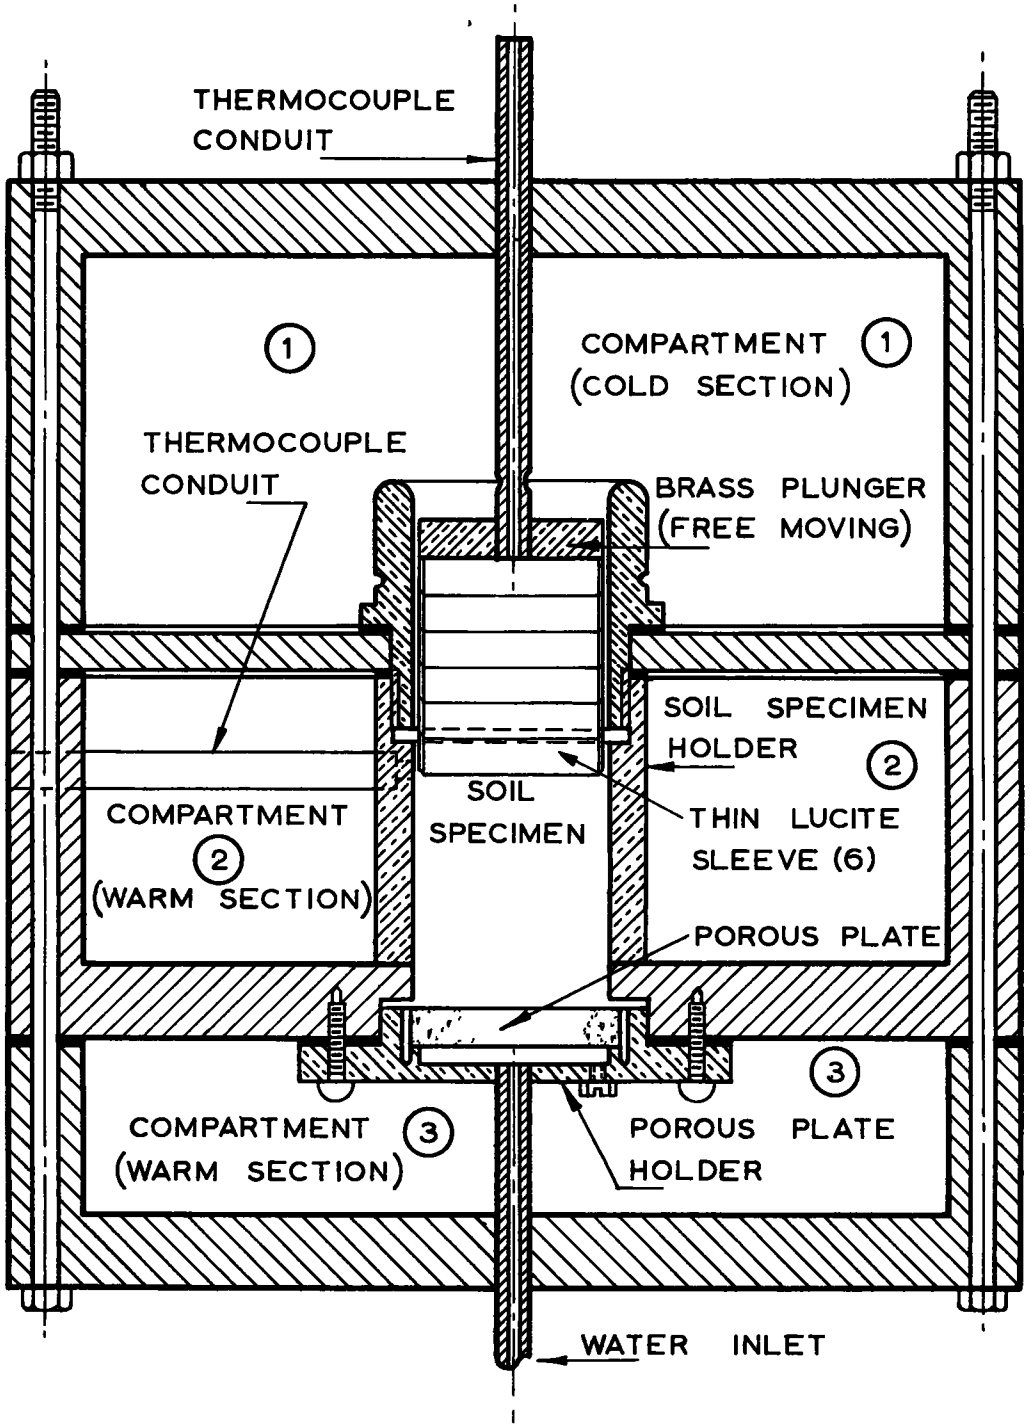 THERMOCOUPLE
CONDUIT
1
COMPARTMENT 1
(COLD SECTION)
THERMOCOUPLE
CONDUIT
BRASS PLUNGER
(FREE MOVING)
SOIL SPECIMEN
HOLDER
2
SOIL
SPECIMEN
COMPARTMENT
2
(WARM SECTION)
THIN LUCITE
SLEEVE (6)
POROUS PLATE
3
COMPARTMENT 3
(WARM SECTION)
POROUS PLATE
HOLDER
WATER INLET